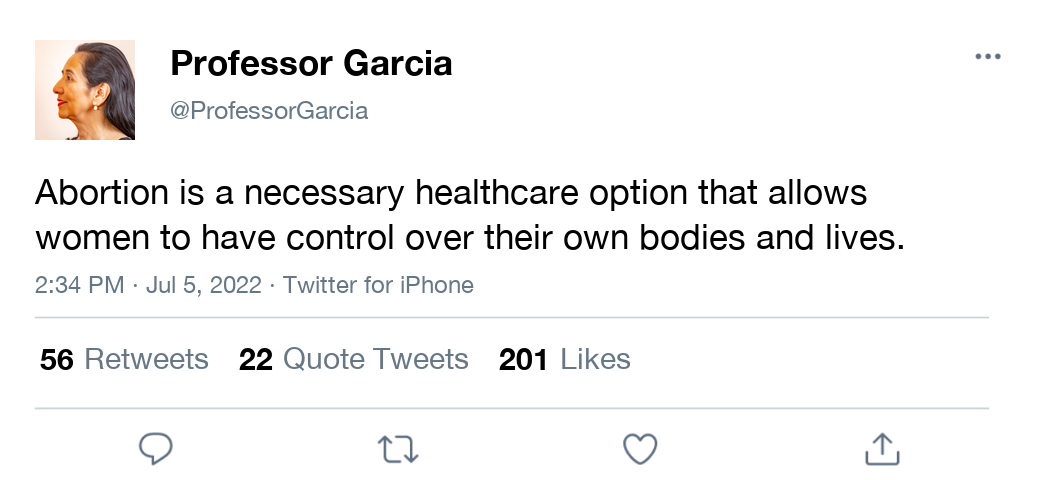 Professor Garcia
@ProfessorGarcia
Abortion is a necessary healthcare option that allows
women to have control over their own bodies and lives.
2:34 PM · Jul 5, 2022 · Twitter for iPhone
56 Retweets 22 Quote Tweets 201 Likes